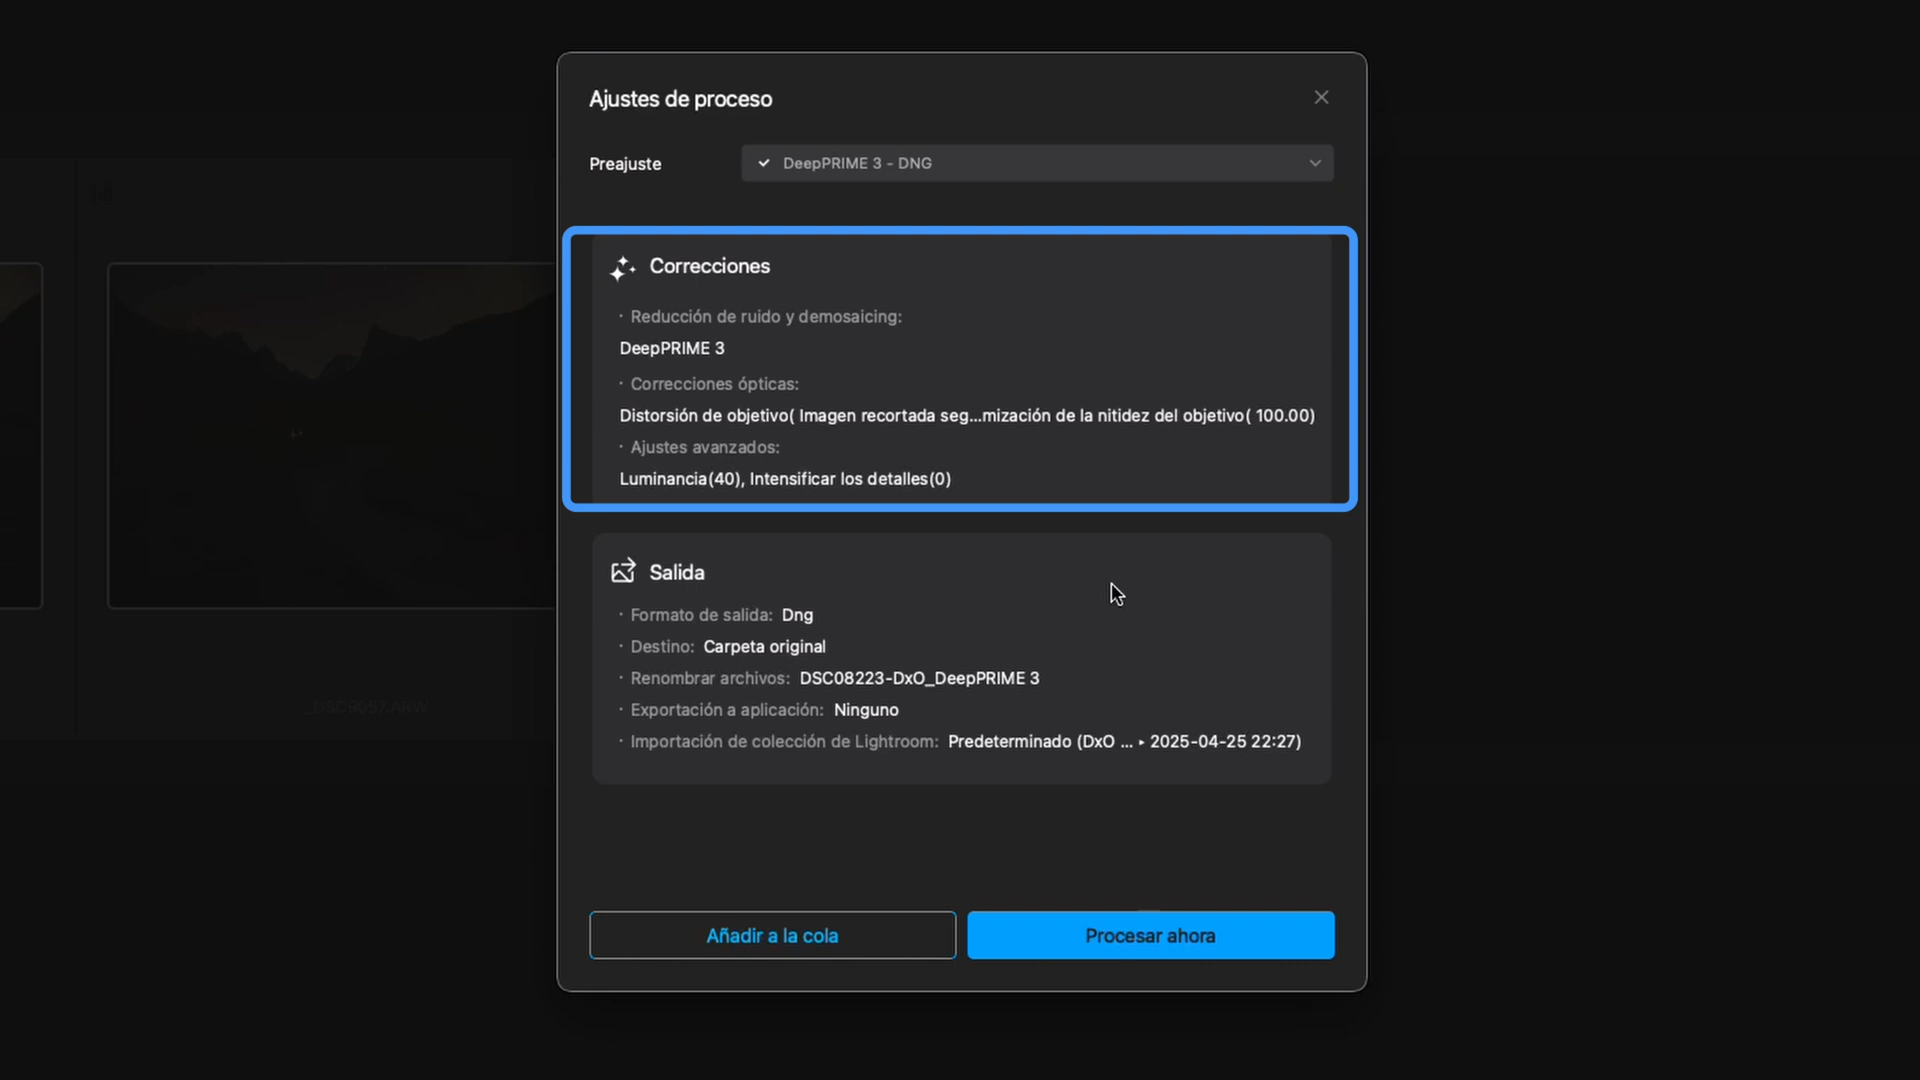 Ajustes de proceso
Preajuste
DeepPRIME 3 - DNG
Correcciones
· Reducción de ruido y demosaicing:
DeepPRIME 3
· Correcciones ópticas:
Distorsión de objetivo( Imagen recortada seg...mización de la nitidez del objetivo( 100.00)
· Ajustes avanzados:
Luminancia(40), Intensificar los detalles(0)
Salida
· Formato de salida: Dng
· Destino: Carpeta original
· Renombrar archivos: DSC08223-DxO_DeepPRIME 3
· Exportación a aplicación: Ninguno
· Importación de colección de Lightroom: Predeterminado (DxO ... ▸ 2025-04-25 22:27)
_DSC9057.ARW
Añadir a la cola
Procesar ahora